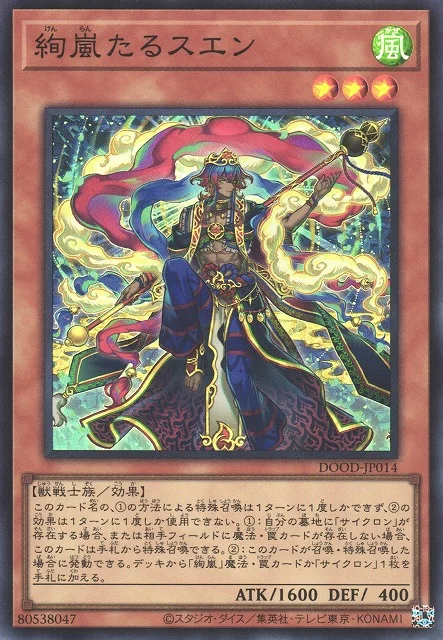 絢嵐たるスエン
風
DOOD-JP014
【獣戦士族/効果】
このカード名の、①の方法による特殊召喚は1ターンに1度しかできず、②の
効果は1ターンに1度しか使用できない。①:自分の墓地に「サイクロン」が
存在する場合、または相手フィールドに魔法・罠カードが存在しない場合、
このカードは手札から特殊召喚できる。②:このカードが召喚・特殊召喚した
場合に発動できる。デッキから「絢嵐」魔法・罠カードか「サイクロン」1枚を
手札に加える。
ATK/1600 DEF/ 400
80538047
©スタジオ・ダイス/集英社・テレビ東京・KONAMI